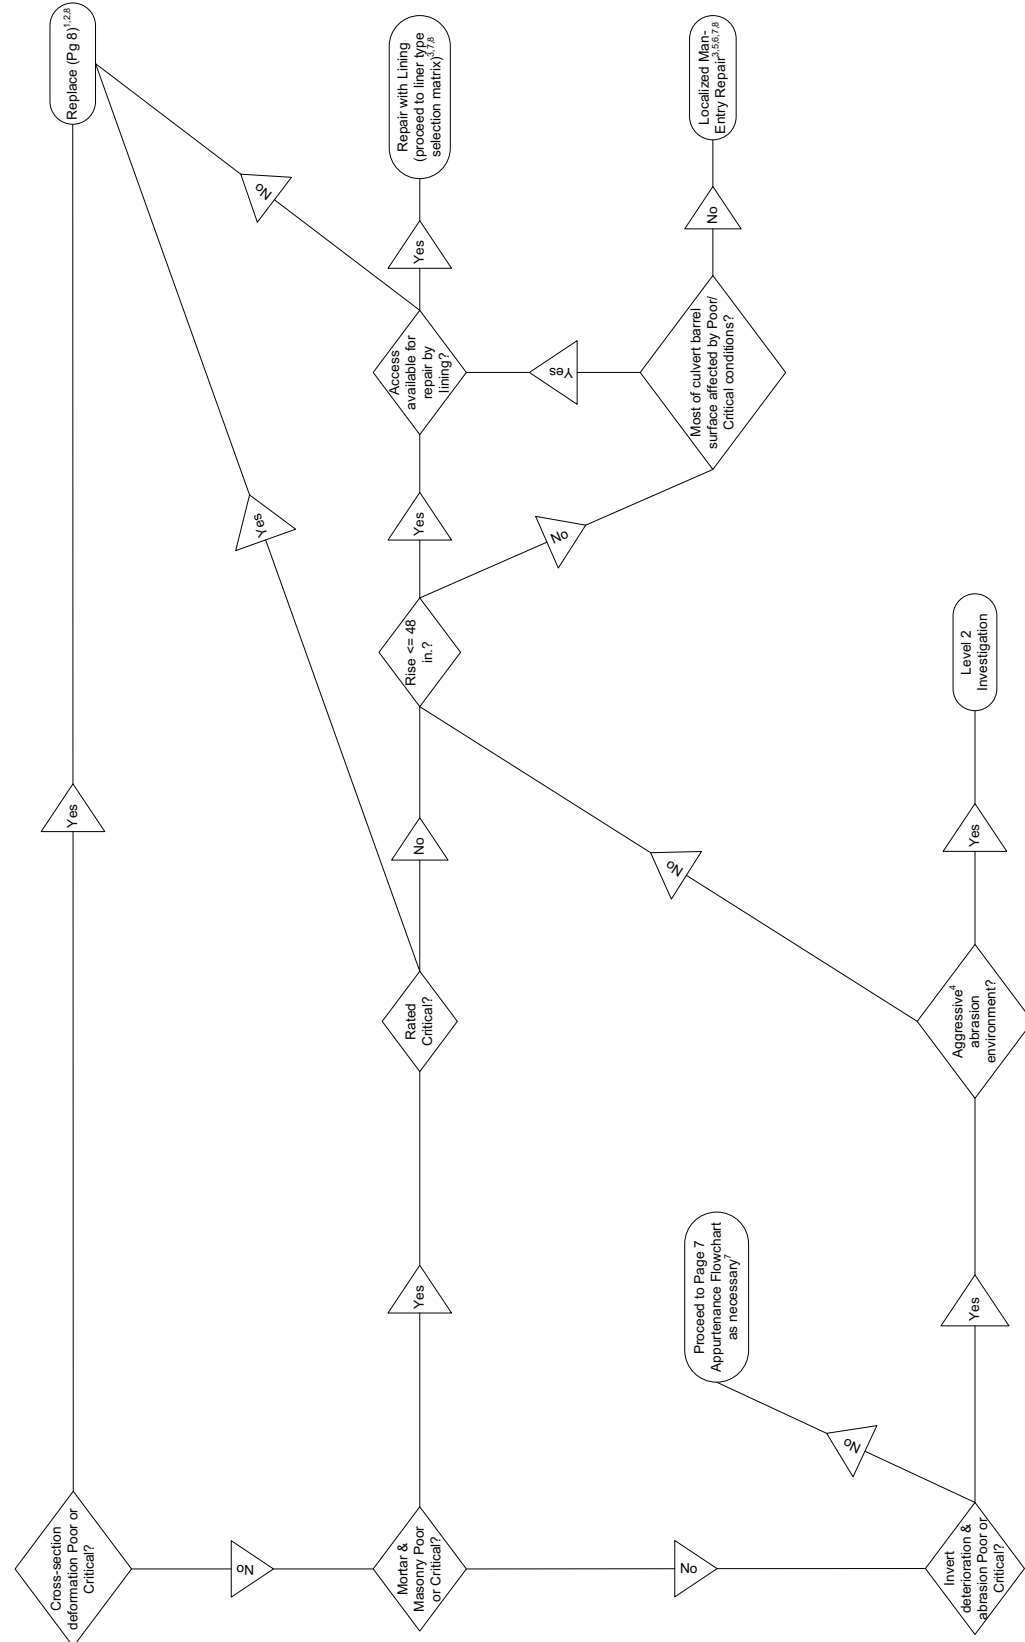 Replace (Pg 8)1,2,8
Repair with Lining
(proceed to liner type
selection matrix)3,7,8
Localized Man-
Entry Repair3,5,6,7,8
No
Yes
No
Access
available for
repair by
lining?
Yes
Most of culvert barrel
surface affected by Poor/
Critical conditions?
Yes
Yes
No
Rise <= 48
in.?
Level 2
Investigation
Yes
No
No
Yes
Rated
Critical?
Aggressive4
abrasion
environment?
Proceed to Page 7
Appurtenance Flowchart
as necessary7
Yes
Yes
No
Cross-section
deformation Poor or
Critical?
No
Mortar &
Masonry Poor
or Critical?
No
Invert
deterioration &
abrasion Poor or
Critical?